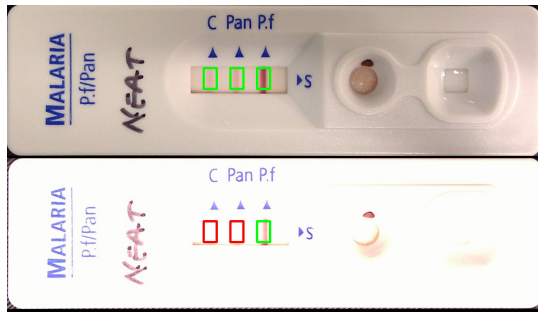 C Pan P.f
MALARIA
P.f/Pan
NEAT
S
C Pan P.f
MALARIA
P.f/Pan
NEAT
S